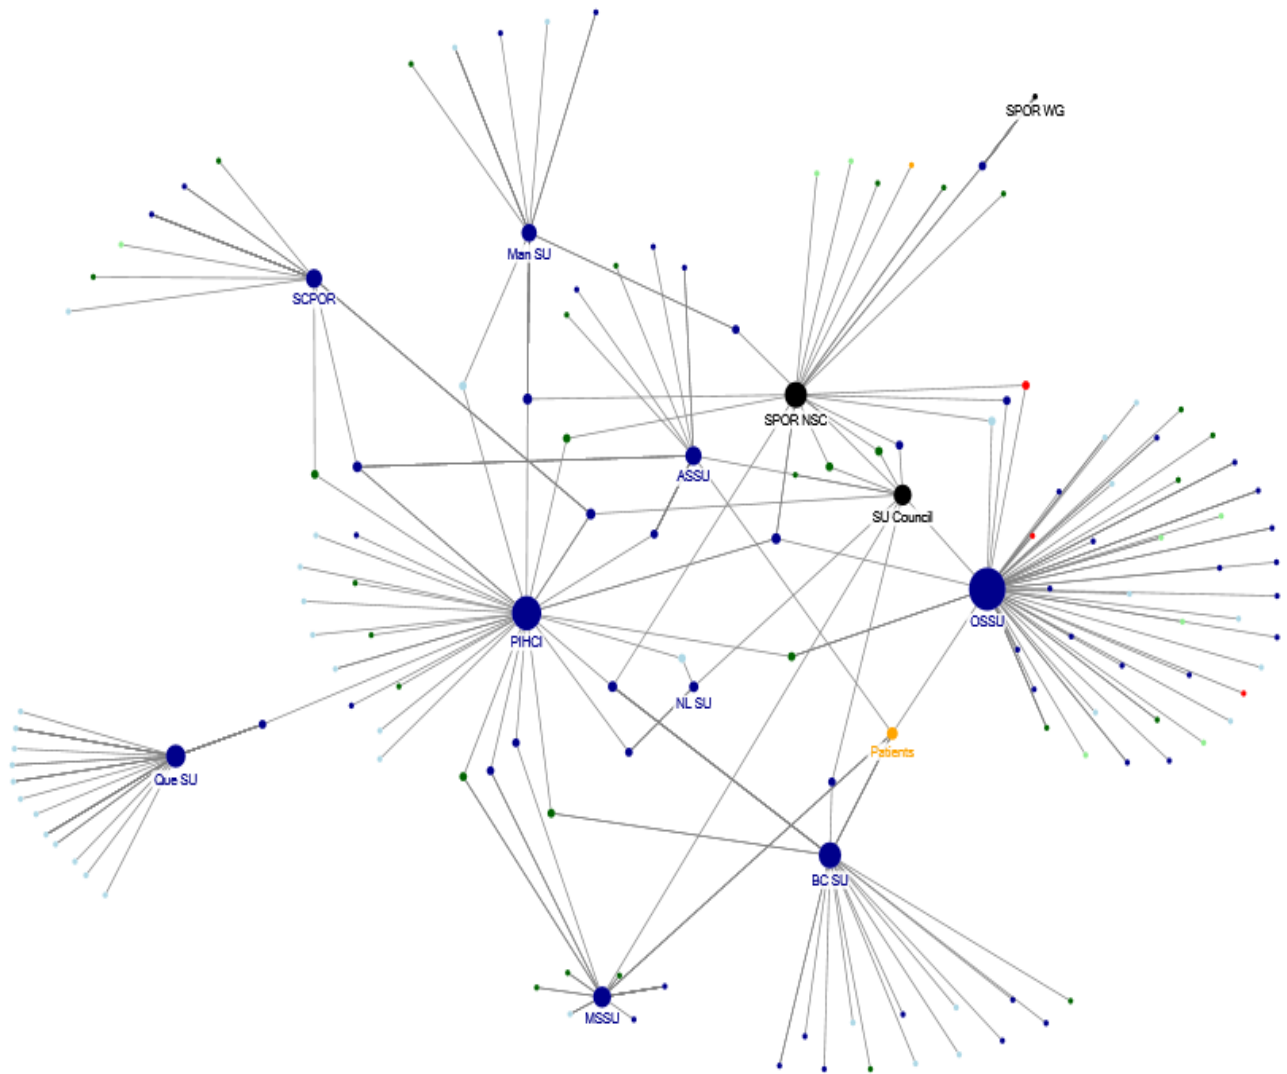 SPOR WG
Man SU
SCPOR
SPOR NSC
ASSU
SU Council
OSSU
PIHCI
NL SU
Patients
Que SU
BC SU
MSSU